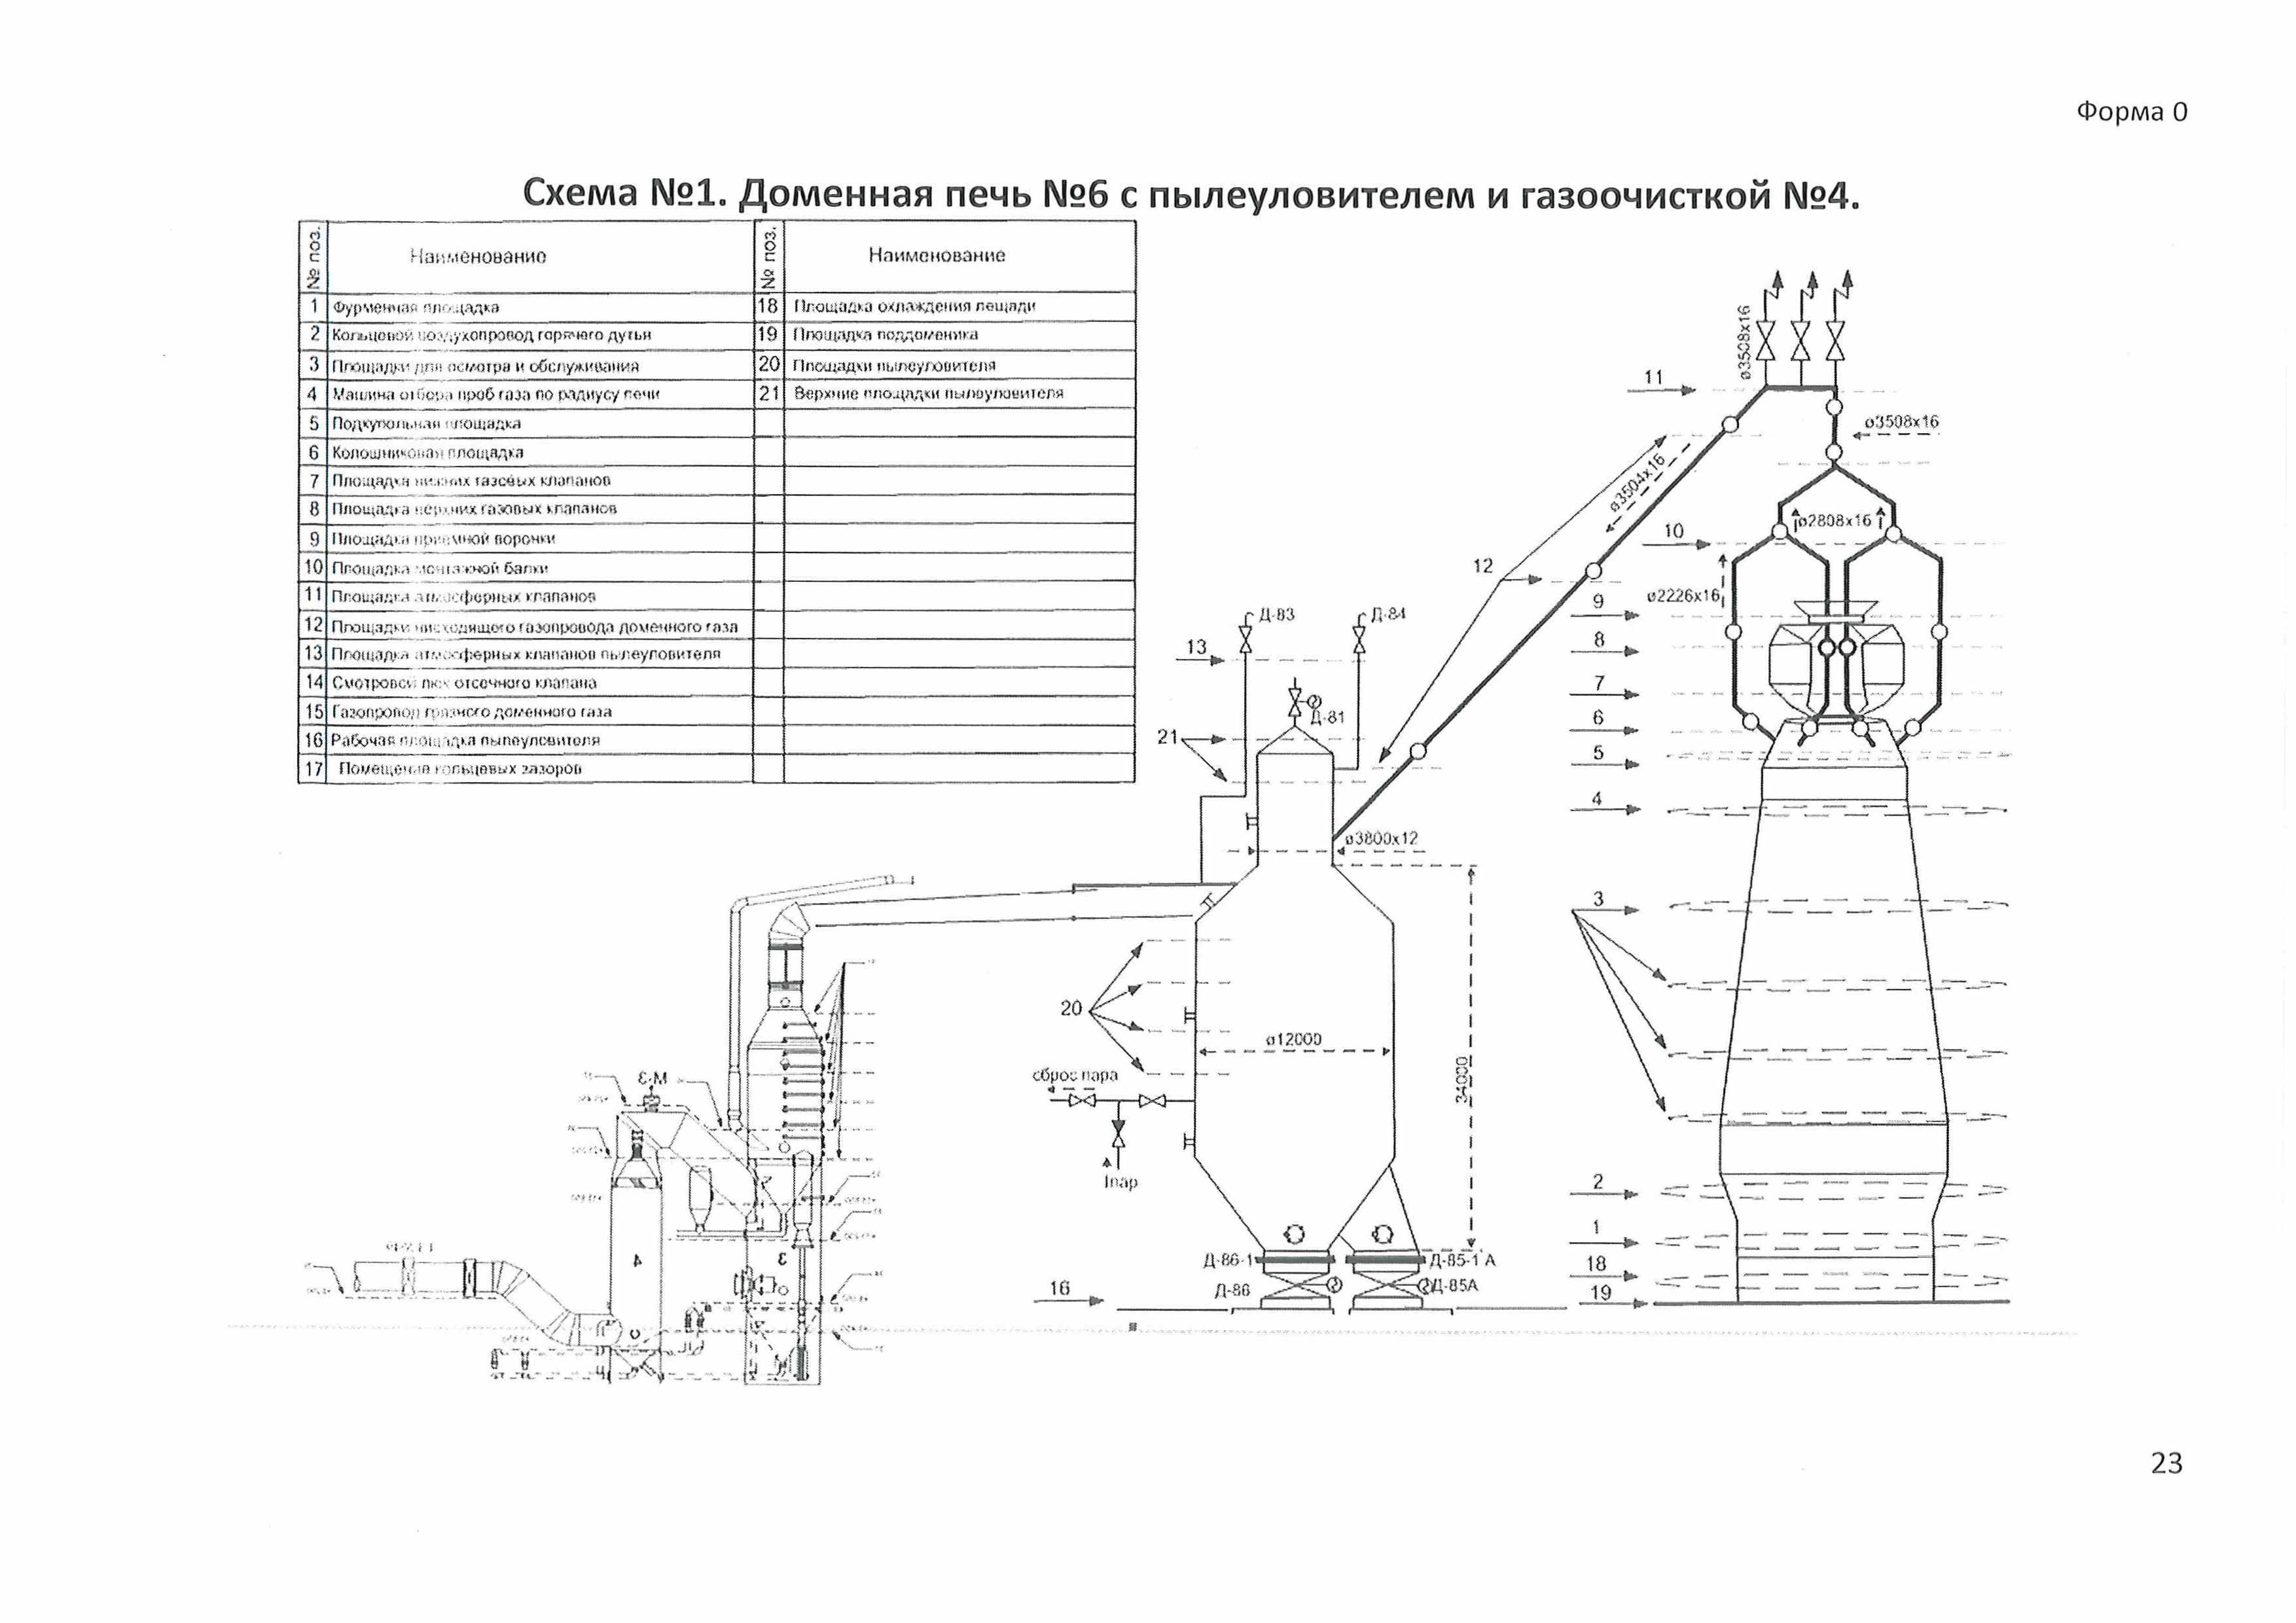 Форма 0
Схема №1. Доменная печь №6 с пылеуловителем и газоочисткой №4.
№ поз. Наименование № поз. Наименование
1 Фурменная площадка 18 Площадка охлаждения лещади
2 Кольцевой воздухопровод горячего дутья 19 Площадка поддоменика
3 Площадки для осмотра и обслуживания 20 Площадки пылеуловителя
4 Машина отбора проб газа по радиусу печи 21 Верхние площадки пылеуловителя
5 Подкупольная площадка
6 Колошниковая площадка
7 Площадка нижних газовых клапанов
8 Площадка верхних газовых клапанов
9 Площадка приемной воронки
10 Площадка монтажной балки
11 Площадка атмосферных клапанов
12 Площадки нисходящего газопровода доменного газа
13 Площадка атмосферных клапанов пылеуловителя
14 Смотровой люк отсечного клапана
15 Газопровод грязного доменного газа
16 Рабочая площадка пылеуловителя
17 Помещение кольцевых зазоров
ø3508x16
11
ø3508x16
ø3504x16
ø2808x16
10
12
ø2226x16
9
Д-83
Д-84
8
13
7
Д-81
6
21
5
4
ø3800x12
3
20
ø12000
34000
сброс пара
М-3
Iпар
2
1
4
3
Д-86-1
Д-85-1 А
18
16
Д-86
Д-85А
19
23